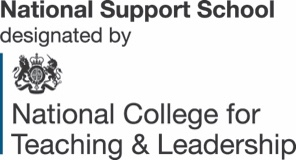 National Support School
designated by
National College for
Teaching & Leadership